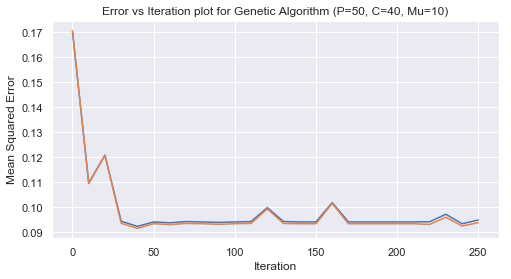 Error vs Iteration plot for Genetic Algorithm (P=50, C=40, Mu=10)
0.17
0.16
0.15
0.14
0.13
0.12
0.11
0.10
0.09
Mean Squared Error
0 50 100 150 200 250
Iteration